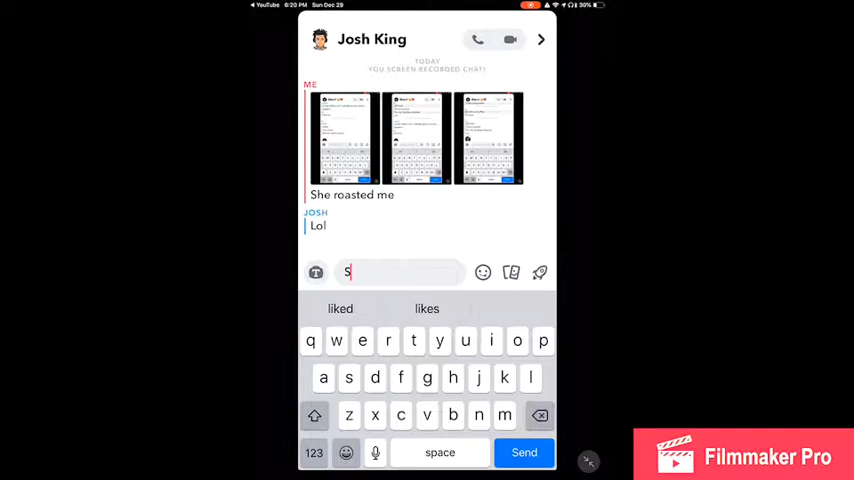 YouTube 6:20 PM Sun Dec 29 30%
Josh King
TODAY
YOU SCREEN RECORDED CHAT!
ME
She roasted me
JOSH
Lol
T S
liked likes
q w e r t y u i o p
a s d f g h j k l
z x c v b n m
123 space Send
Filmmaker Pro